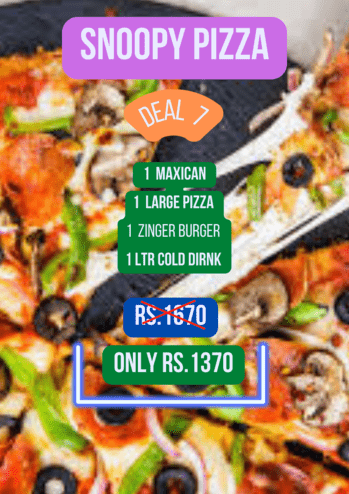 SNOOPY PIZZA
DEAL 7
1 MAXICAN
1 LARGE PIZZA
1 ZINGER BURGER
1 LTR COLD DIRNK
RS.1670
ONLY RS.1370